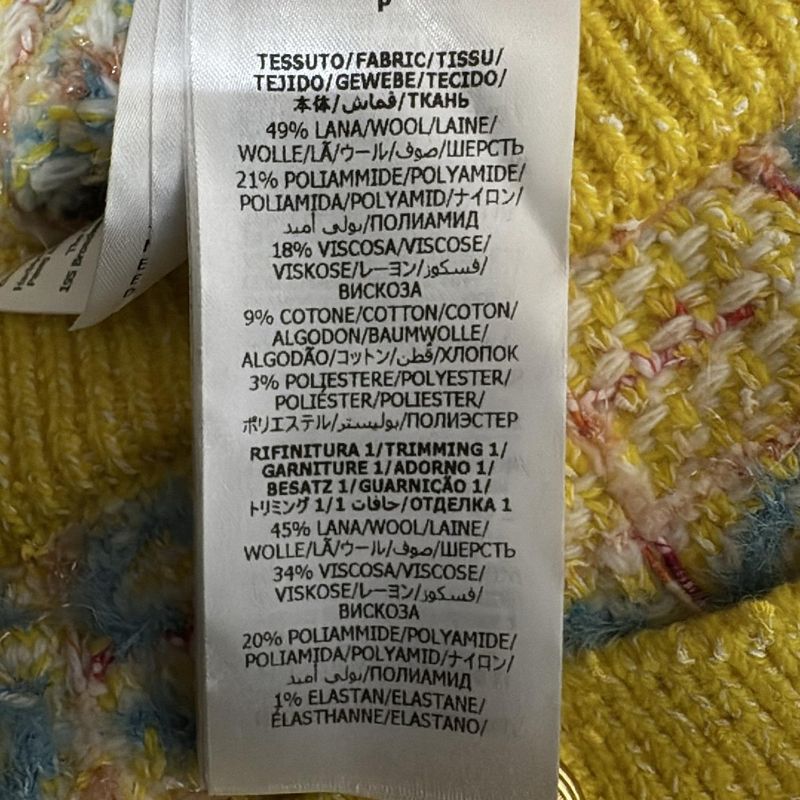 TESSUTO/FABRIC/TISSU/
TEJIDO/GEWEBE/TECIDO/
本体/قماش/ТКАНЬ
49% LANA/WOOL/LAINE/
WOLLE/LÃ/ウール/صوف/ШЕРСТЬ
21% POLIAMMIDE/POLYAMIDE/
POLIAMIDA/POLYAMID/ナイロン/
بولى أميد/ПОЛИАМИД
18% VISCOSA/VISCOSE/
VISKOSE/レーヨン/فسكوز/
ВИСКОЗА
9% COTONE/COTTON/COTON/
ALGODON/BAUMWOLLE/
ALGODÃO/コットン/قطن/ХЛОПОК
3% POLIESTERE/POLYESTER/
POLIÉSTER/POLIESTER/
ポリエステル/بوليستر/ПОЛИЭСТЕР
RIFINITURA 1/TRIMMING 1/
GARNITURE 1/ADORNO 1/
BESATZ 1/GUARNIÇÃO 1/
トリミング 1/1 حافات/ОТДЕЛКА 1
45% LANA/WOOL/LAINE/
WOLLE/LÃ/ウール/صوف/ШЕРСТЬ
34% VISCOSA/VISCOSE/
VISKOSE/レーヨン/فسكوز/
ВИСКОЗА
20% POLIAMMIDE/POLYAMIDE/
POLIAMIDA/POLYAMID/ナイロン/
بولى أميد/ПОЛИАМИД
1% ELASTAN/ELASTANE/
ÉLASTHANNE/ELASTANO/